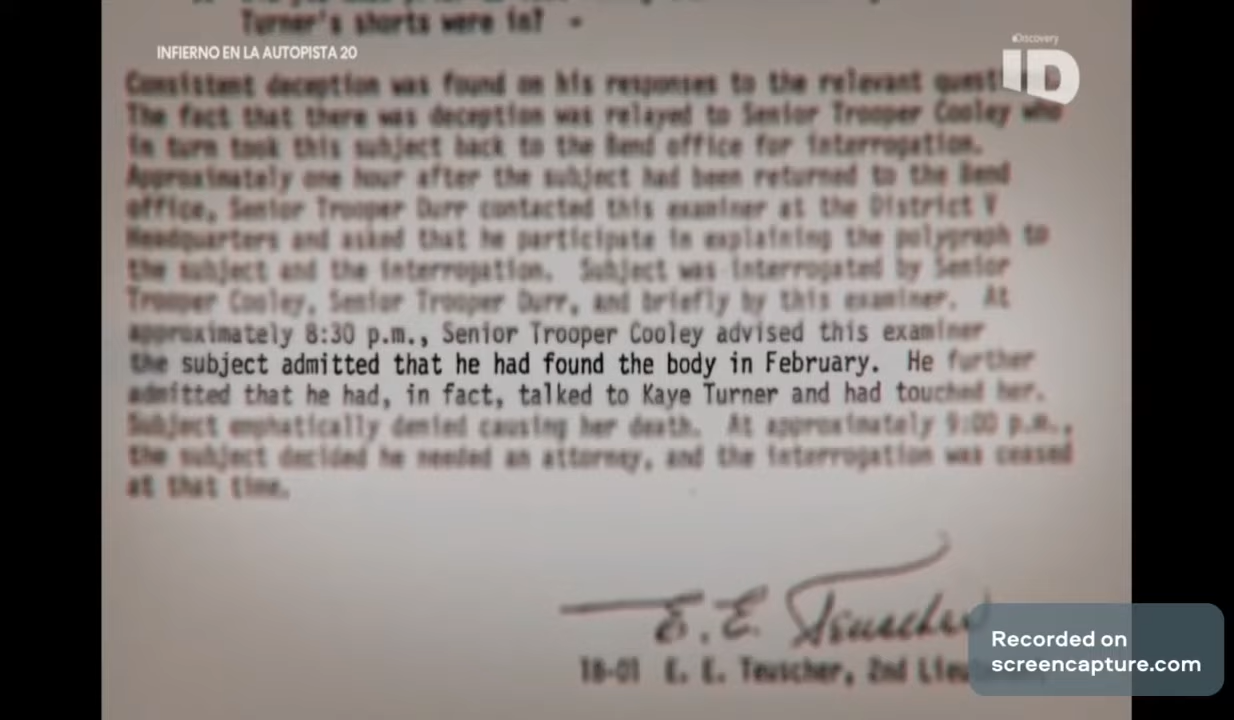 Turner's shorts were in? -
INFIERNO EN LA AUTOPISTA 20
Discovery
ID
Consistent deception was found on his responses to the relevant
The fact that there was deception was relayed to Senior Trooper Cooley who
in turn took this subject back to the Bend office for interrogation.
Approximately one hour after the subject had been returned to the Bend
office, Senior Trooper Durr contacted this examiner at the District V
Headquarters and asked that he participate in explaining the polygraph to
the subject and the interrogation. Subject was interrogated by Senior
Trooper Cooley, Senior Trooper Durr, and briefly by this examiner. At
approximately 8:30 p.m., Senior Trooper Cooley advised this examiner
the subject admitted that he had found the body in February. He further
admitted that he had, in fact, talked to Kaye Turner and had touched her.
Subject emphatically denied causing her death. At approximately 9:00 p.m.,
the subject decided he needed an attorney, and the interrogation was ceased
at that time.
E. E. Teuscher
18-01 E. E. Teuscher, 2nd
Recorded on
screencapture.com